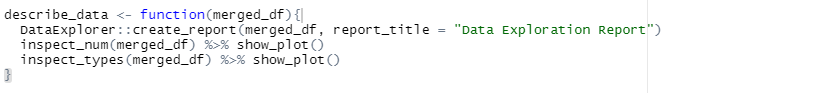 describe_data <- function(merged_df){
  DataExplorer::create_report(merged_df, report_title = "Data Exploration Report")
  inspect_num(merged_df) %>% show_plot()
  inspect_types(merged_df) %>% show_plot()
}